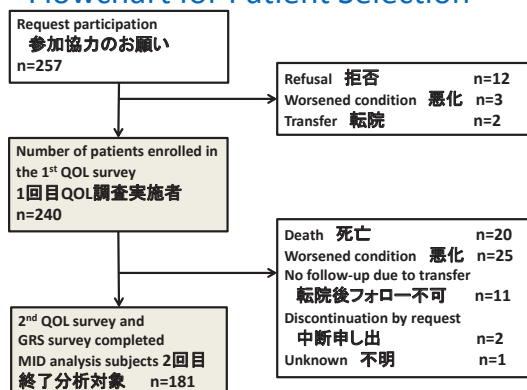 Flowchart for Patient Selection
Request participation
参加協力のお願い
n=257
Refusal 拒否 n=12
Worsened condition 悪化 n=3
Transfer 転院 n=2
Number of patients enrolled in
the 1st QOL survey
1回目QOL調査実施者
n=240
Death 死亡 n=20
Worsened condition 悪化 n=25
No follow-up due to transfer
転院後フォロー不可 n=11
Discontinuation by request
中断申し出 n=2
Unknown 不明 n=1
2nd QOL survey and
GRS survey completed
MID analysis subjects 2回目
終了分析対象 n=181